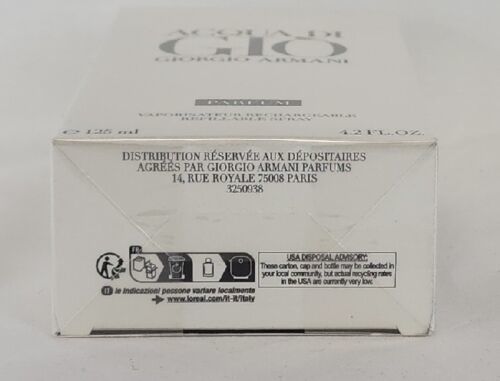 ACQUA DI
GIÒ
GIORGIO ARMANI
PARFUM
VAPORISATEUR RECHARGEABLE
REFILLABLE SPRAY
e 125 ml 4.2 FL.OZ.
DISTRIBUTION RÉSERVÉE AUX DÉPOSITAIRES
AGRÉÉS PAR GIORGIO ARMANI PARFUMS
14, RUE ROYALE 75008 PARIS
3250938
FR
USA DISPOSAL ADVISORY:
These carton, cap and bottle may be collected in
your local community, but actual recycling rates
in the USA are currently very low.
IT le indicazioni possono variare localmente
www.loreal.com/it-it/italy